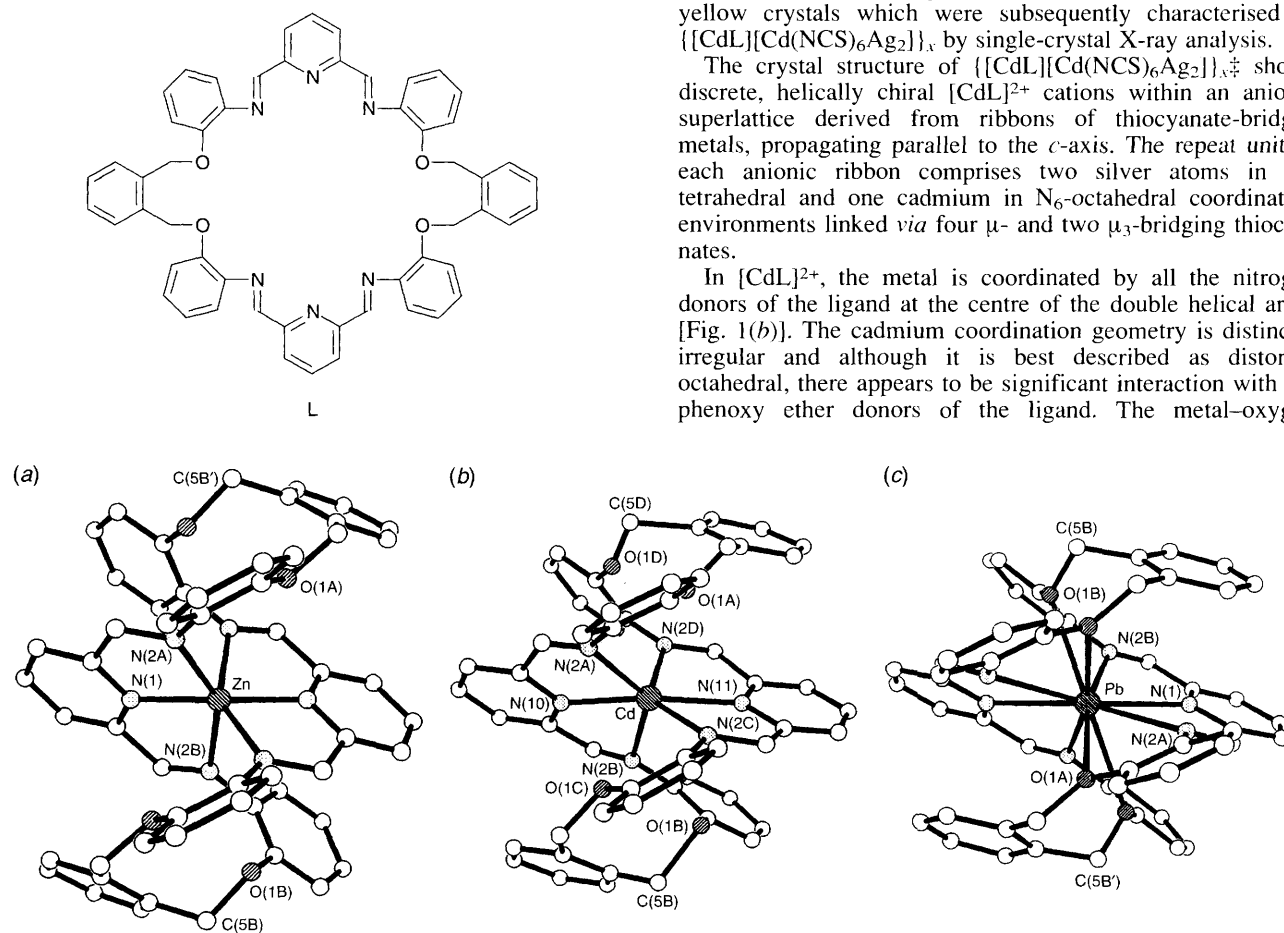 N
N
N
O
O
O
O
N
N
N
L
yellow crystals which were subsequently characterised
{[CdL][Cd(NCS)₆Ag₂]}ₓ by single-crystal X-ray analysis.
The crystal structure of {[CdL][Cd(NCS)₆Ag₂]}ₓ‡ sho
discrete, helically chiral [CdL]²⁺ cations within an anio
superlattice derived from ribbons of thiocyanate-bridg
metals, propagating parallel to the c-axis. The repeat unit
each anionic ribbon comprises two silver atoms in
tetrahedral and one cadmium in N₆-octahedral coordinat
environments linked via four μ- and two μ₃-bridging thioc
nates.
In [CdL]²⁺, the metal is coordinated by all the nitrog
donors of the ligand at the centre of the double helical arr
[Fig. 1(b)]. The cadmium coordination geometry is distinc
irregular and although it is best described as distor
octahedral, there appears to be significant interaction with
phenoxy ether donors of the ligand. The metal–oxyg
(a)
C(5B′)
O(1A)
N(2A)
N(1)
Zn
N(2B)
O(1B)
C(5B)
(b)
C(5D)
O(1D)
O(1A)
N(2A)
N(2D)
N(10)
N(11)
Cd
N(2C)
N(2B)
O(1C)
O(1B)
C(5B)
(c)
C(5B)
O(1B)
N(2B)
Pb
N(1)
N(2A)
O(1A)
C(5B′)